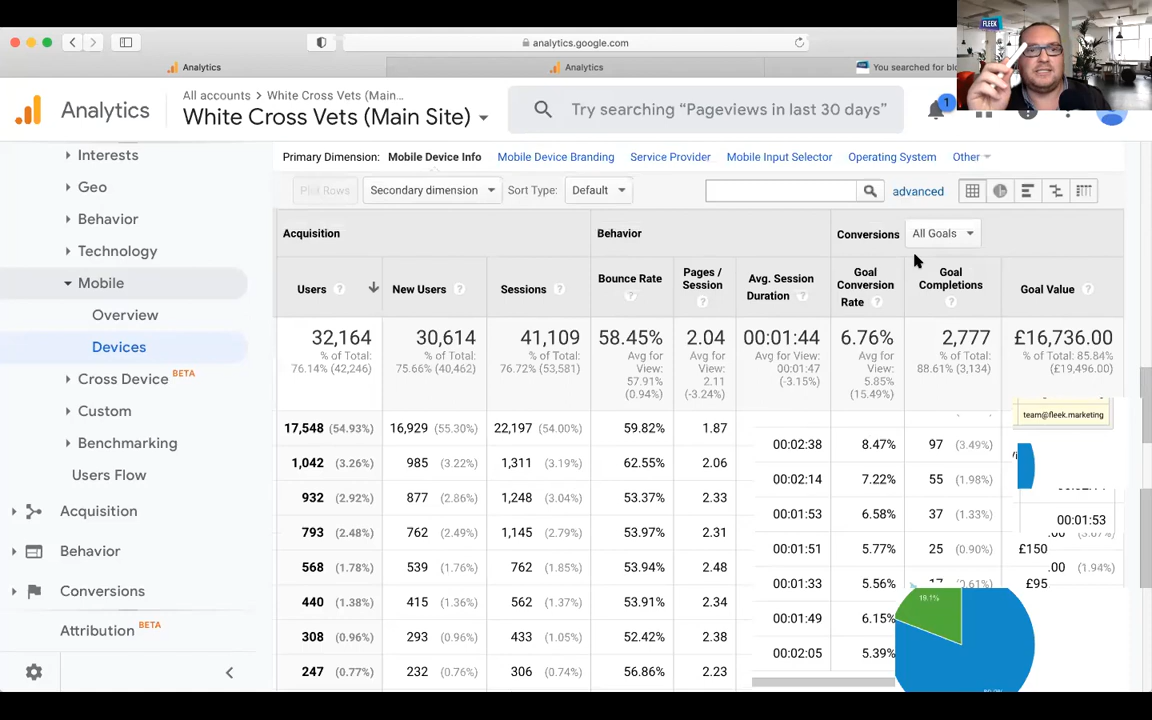 FLEEK
analytics.google.com
Analytics
Analytics
You searched for blo
Analytics
All accounts > White Cross Vets (Main...
White Cross Vets (Main Site)
Try searching “Pageviews in last 30 days”
1
Interests
Geo
Behavior
Technology
Mobile
Overview
Devices
Cross Device BETA
Custom
Benchmarking
Users Flow
Acquisition
Behavior
Conversions
Attribution BETA
Primary Dimension: Mobile Device Info Mobile Device Branding Service Provider Mobile Input Selector Operating System Other
Plot Rows Secondary dimension Sort Type: Default advanced
Acquisition Behavior Conversions All Goals
Users ? New Users ? Sessions ? Bounce Rate ? Pages / Session ? Avg. Session Duration ? Goal Conversion Rate ? Goal Completions ? Goal Value ?
32,164 30,614 41,109 58.45% 2.04 00:01:44 6.76% 2,777 £16,736.00
% of Total: 76.14% (42,246) % of Total: 75.66% (40,462) % of Total: 76.72% (53,581) Avg for View: 57.91% (0.94%) Avg for View: 2.11 (-3.24%) Avg for View: 00:01:47 (-3.15%) Avg for View: 5.85% (15.49%) % of Total: 88.61% (3,134) % of Total: 85.84% (£19,496.00)
team@fleek.marketing
17,548 (54.93%) 16,929 (55.30%) 22,197 (54.00%) 59.82% 1.87
00:02:38 8.47% 97 (3.49%)
1,042 (3.26%) 985 (3.22%) 1,311 (3.19%) 62.55% 2.06
00:02:14 7.22% 55 (1.98%)
932 (2.92%) 877 (2.86%) 1,248 (3.04%) 53.37% 2.33
00:01:53 6.58% 37 (1.33%) 00:01:53
793 (2.48%) 762 (2.49%) 1,145 (2.79%) 53.97% 2.31
00:01:51 5.77% 25 (0.90%) £150
568 (1.78%) 539 (1.76%) 762 (1.85%) 53.94% 2.48
.00 (1.94%)
00:01:33 5.56% 17 £95
440 (1.38%) 415 (1.36%) 562 (1.37%) 53.91% 2.34
19.1%
00:01:49 6.15%
308 (0.96%) 293 (0.96%) 433 (1.05%) 52.42% 2.38
00:02:05 5.39%
247 (0.77%) 232 (0.76%) 306 (0.74%) 56.86% 2.23